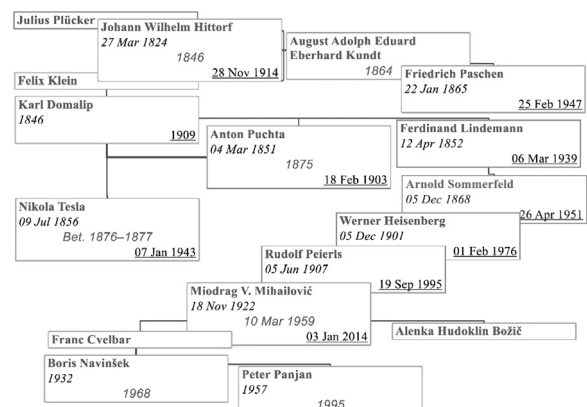 Julius Plücker
Johann Wilhelm Hittorf
27 Mar 1824
1846
28 Nov 1914
August Adolph Eduard
Eberhard Kundt
1864
Friedrich Paschen
22 Jan 1865
25 Feb 1947
Felix Klein
Karl Domalip
1846
1909
Anton Puchta
04 Mar 1851
1875
18 Feb 1903
Ferdinand Lindemann
12 Apr 1852
06 Mar 1939
Arnold Sommerfeld
05 Dec 1868
26 Apr 1951
Nikola Tesla
09 Jul 1856
Bet. 1876–1877
07 Jan 1943
Werner Heisenberg
05 Dec 1901
01 Feb 1976
Rudolf Peierls
05 Jun 1907
19 Sep 1995
Miodrag V. Mihailović
18 Nov 1922
10 Mar 1959
03 Jan 2014
Alenka Hudoklin Božič
Franc Cvelbar
Boris Navinšek
1932
1968
Peter Panjan
1957
1995